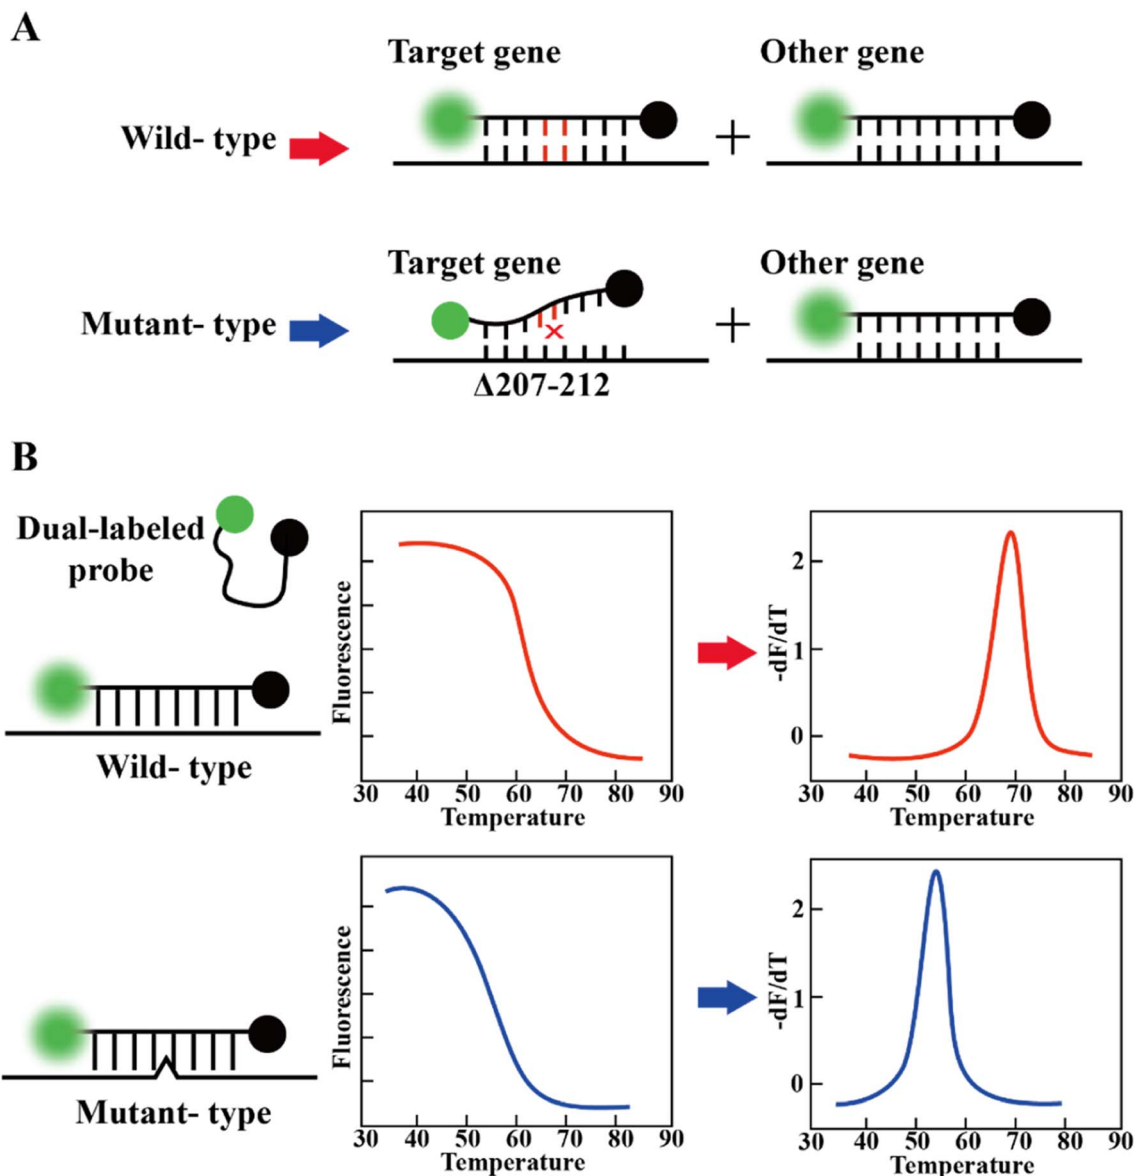 A
Target gene
Other gene
Wild- type
+
Target gene
Other gene
Mutant- type
×
+
Δ207-212
B
Dual-labeled
probe
Wild- type
Fluorescence
30 40 50 60 70 80 90
Temperature
-dF/dT
2
1
0
30 40 50 60 70 80 90
Temperature
Mutant- type
Fluorescence
30 40 50 60 70 80 90
Temperature
-dF/dT
2
1
0
30 40 50 60 70 80 90
Temperature